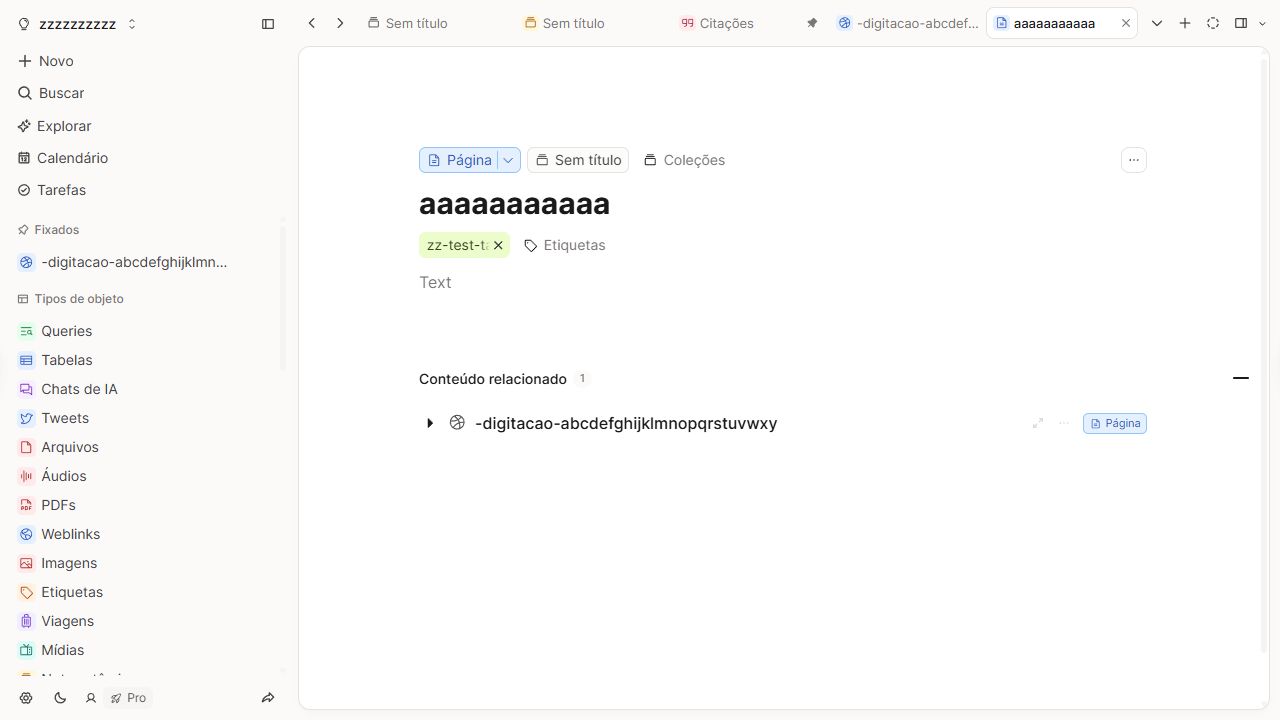 zzzzzzzzzz
Novo
Buscar
Explorar
Calendário
Tarefas
Fixados
-digitacao-abcdefghijklmn...
Tipos de objeto
Queries
Tabelas
Chats de IA
Tweets
Arquivos
Áudios
PDFs
Weblinks
Imagens
Etiquetas
Viagens
Mídias
Pro
Sem título
Sem título
Citações
-digitacao-abcdef...
aaaaaaaaaaa
Página
Sem título
Coleções
aaaaaaaaaaa
zz-test-ta
Etiquetas
Text
Conteúdo relacionado 1
-digitacao-abcdefghijklmnopqrstuvwxy
Página